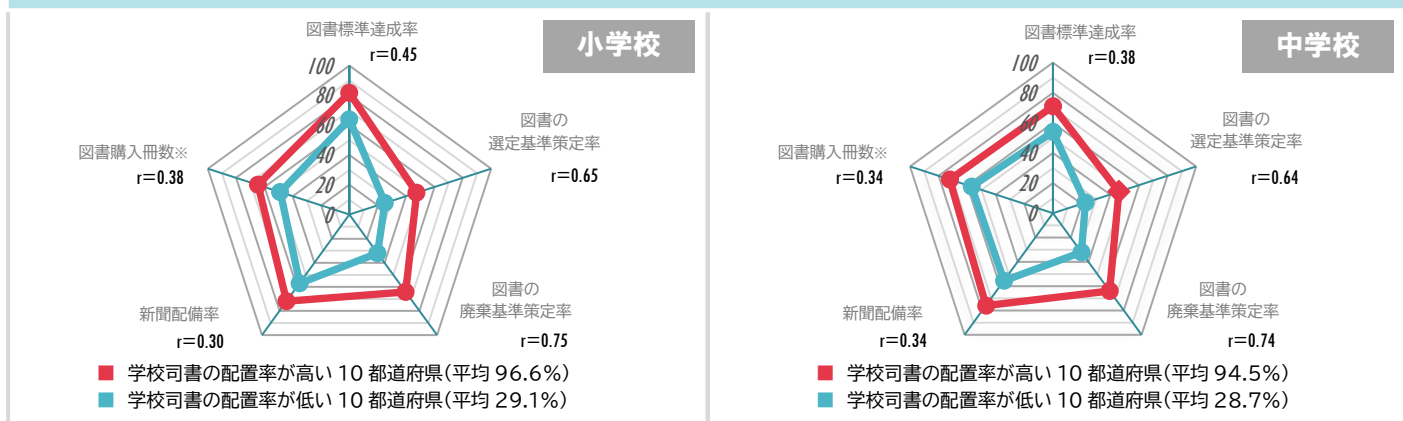 小学校
図書標準達成率
r=0.45
100
80
60
40
20
0
図書の
選定基準策定率
r=0.65
図書購入冊数※
r=0.38
新聞配備率
r=0.30
図書の
廃棄基準策定率
r=0.75
■ 学校司書の配置率が高い 10 都道府県(平均 96.6%)
■ 学校司書の配置率が低い 10 都道府県(平均 29.1%)
中学校
図書標準達成率
r=0.38
100
80
60
40
20
0
図書の
選定基準策定率
r=0.64
図書購入冊数※
r=0.34
新聞配備率
r=0.34
図書の
廃棄基準策定率
r=0.74
■ 学校司書の配置率が高い 10 都道府県(平均 94.5%)
■ 学校司書の配置率が低い 10 都道府県(平均 28.7%)